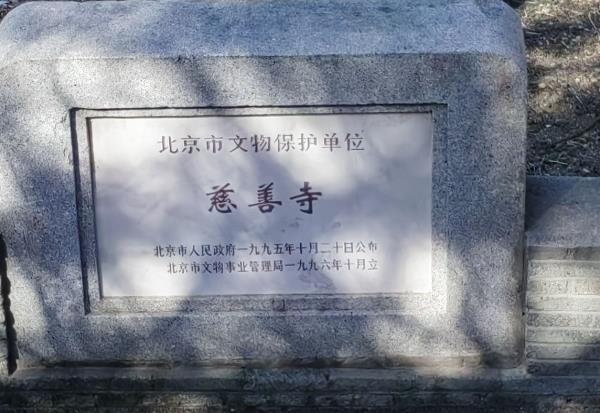 北京市文物保护单位
慈善寺
北京市人民政府一九九五年十月二十日公布
北京市文物事业管理局一九九六年十月立